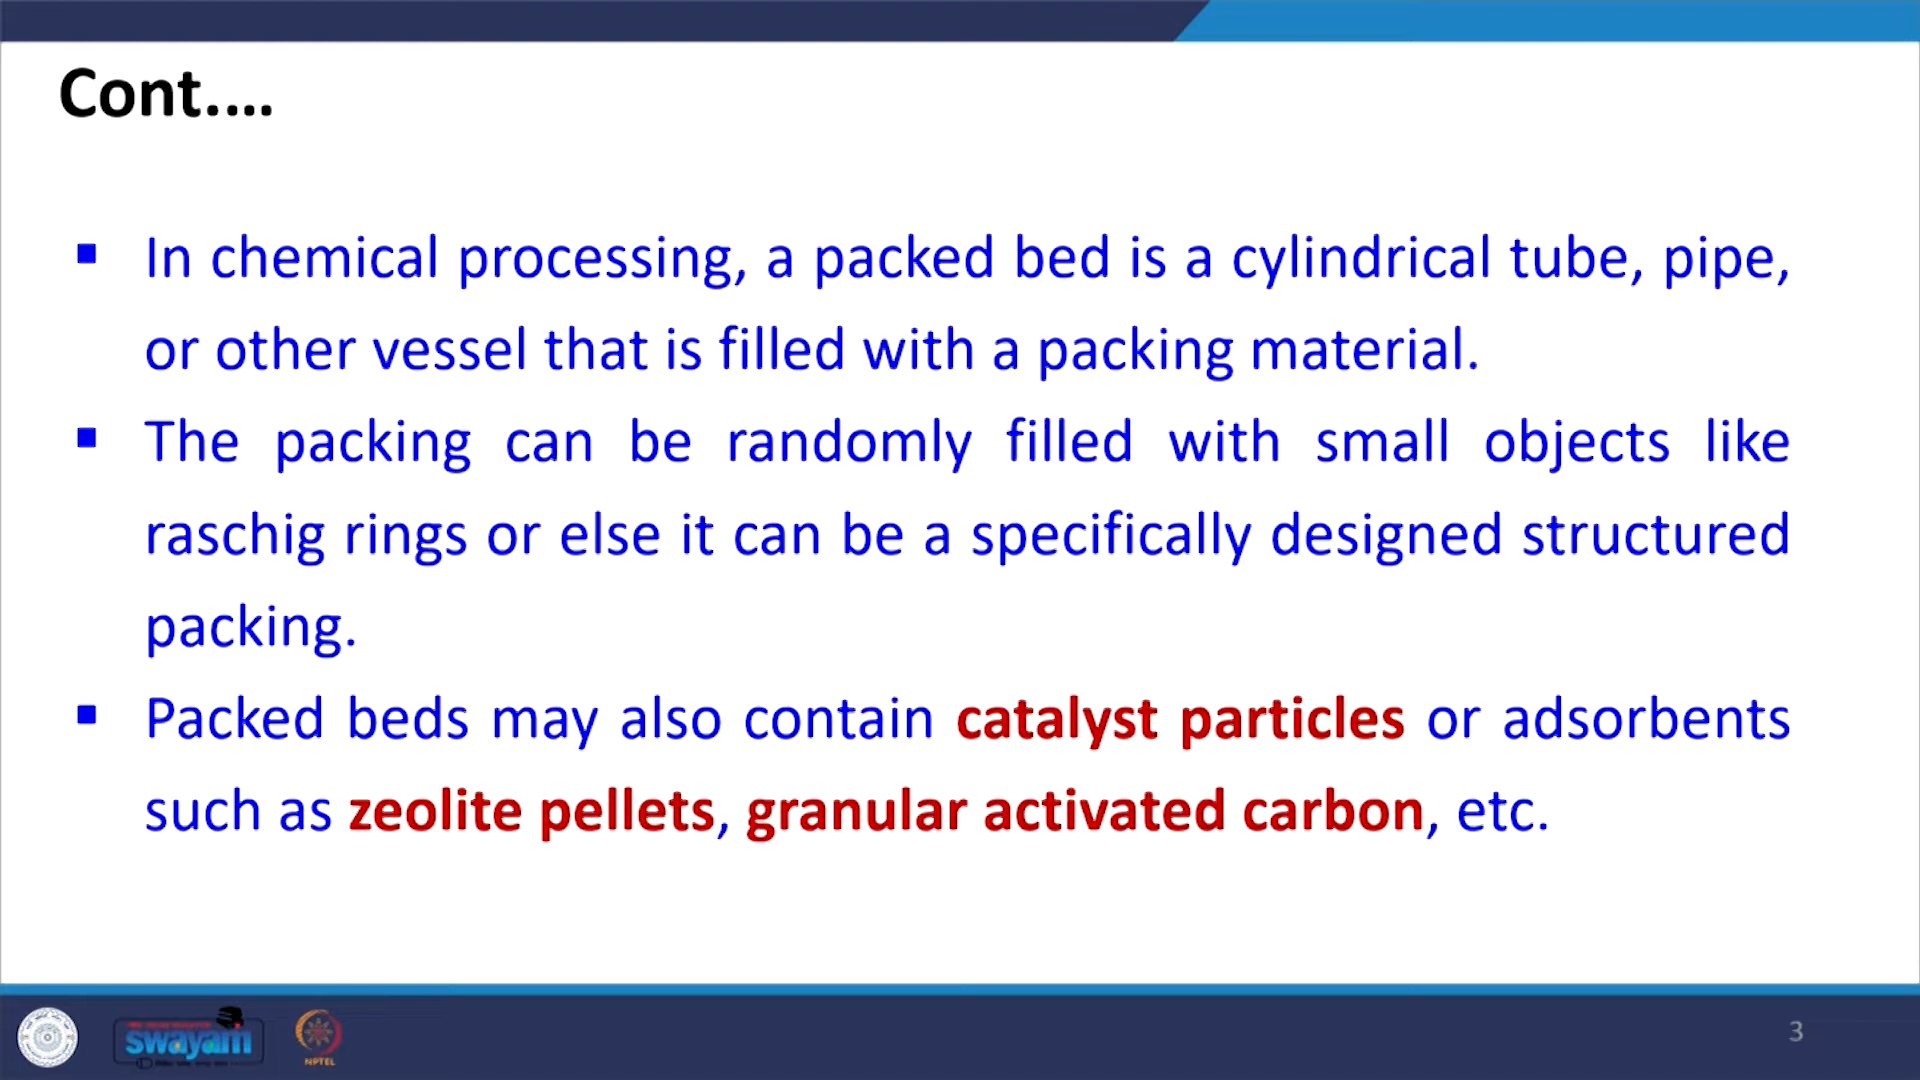 Cont.....
▪ In chemical processing, a packed bed is a cylindrical tube, pipe,
or other vessel that is filled with a packing material.
▪ The packing can be randomly filled with small objects like
raschig rings or else it can be a specifically designed structured
packing.
▪ Packed beds may also contain catalyst particles or adsorbents
such as zeolite pellets, granular activated carbon, etc.
swayam
NPTEL
3